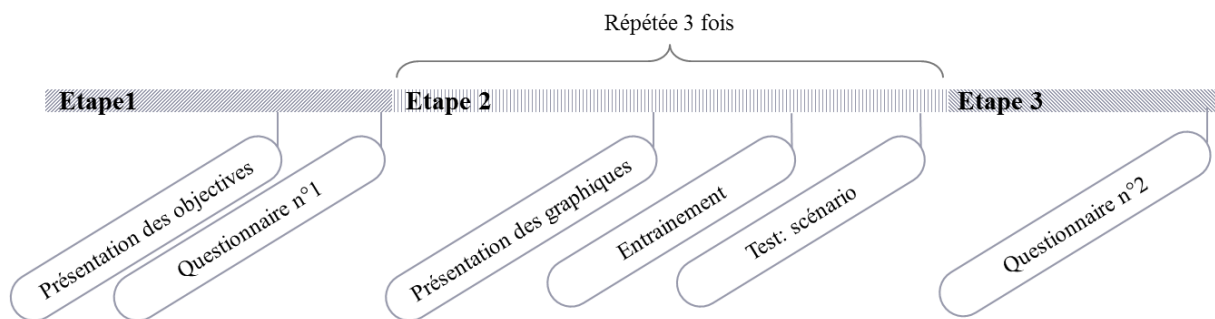 Répétée 3 fois
Etape1
Etape 2
Etape 3
Présentation des objectives
Questionnaire n°1
Présentation des graphiques
Entrainement
Test: scénario
Questionnaire n°2